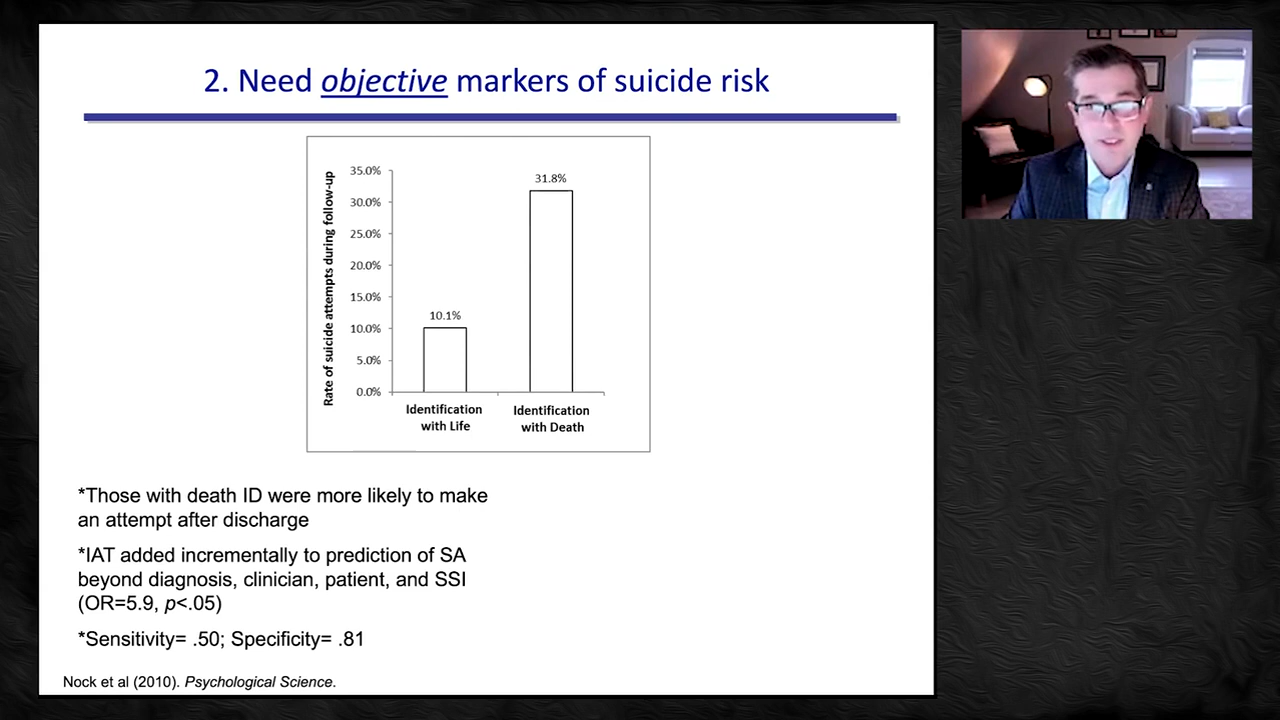 2. Need objective markers of suicide risk
Rate of suicide attempts during follow-up
35.0%
30.0%
25.0%
20.0%
15.0%
10.0%
5.0%
0.0%
10.1%
31.8%
Identification
with Life
Identification
with Death
*Those with death ID were more likely to make
an attempt after discharge
*IAT added incrementally to prediction of SA
beyond diagnosis, clinician, patient, and SSI
(OR=5.9, p<.05)
*Sensitivity= .50; Specificity= .81
Nock et al (2010). Psychological Science.